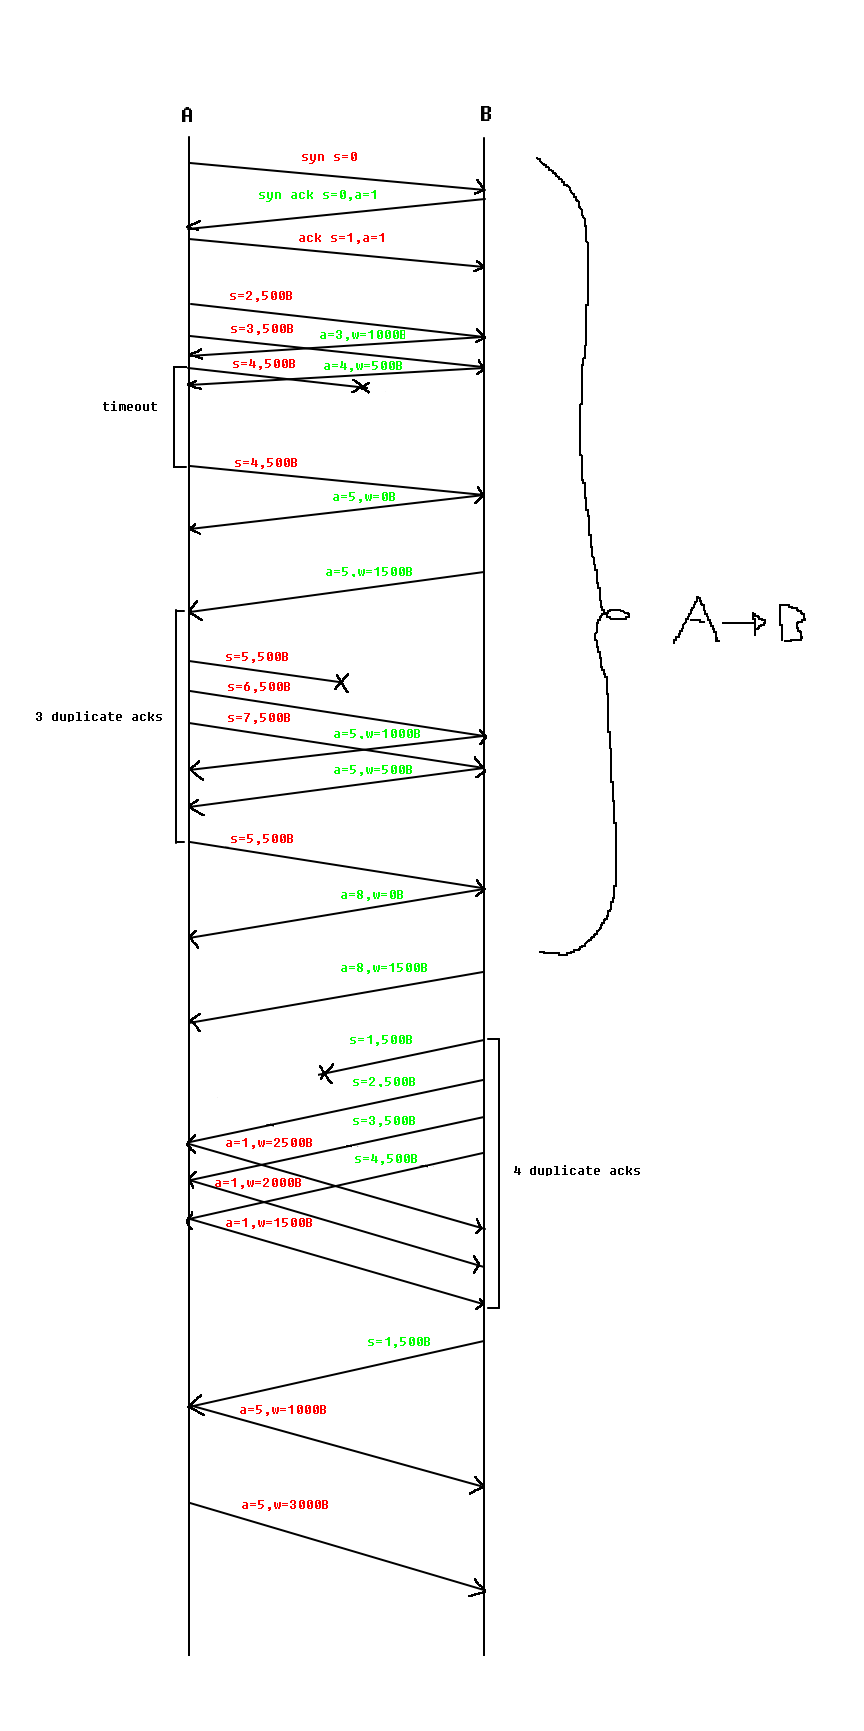 A
B
syn s=0
syn ack s=0,a=1
ack s=1,a=1
s=2,500B
s=3,500B
a=3,w=1000B
s=4,500B
a=4,w=500B
timeout
s=4,500B
a=5,w=0B
a=5,w=1500B
A → B
s=5,500B
s=6,500B
3 duplicate acks
s=7,500B
a=5,w=1000B
a=5,w=500B
s=5,500B
a=8,w=0B
a=8,w=1500B
s=1,500B
s=2,500B
s=3,500B
a=1,w=2500B
s=4,500B
4 duplicate acks
a=1,w=2000B
a=1,w=1500B
s=1,500B
a=5,w=1000B
a=5,w=3000B